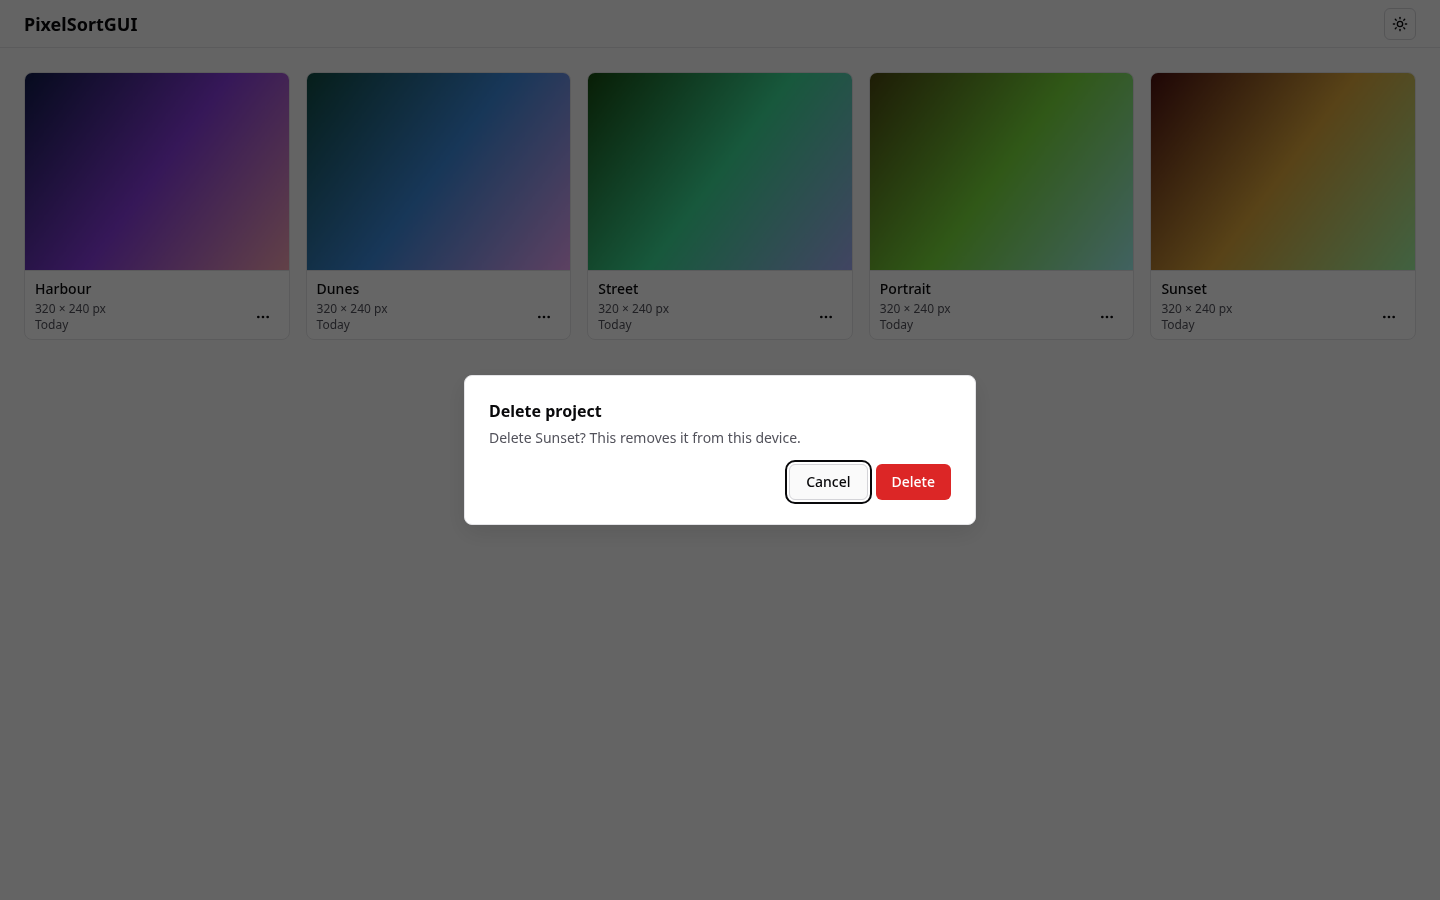 PixelSortGUI
Harbour
320 × 240 px
Today
Dunes
320 × 240 px
Today
Street
320 × 240 px
Today
Portrait
320 × 240 px
Today
Sunset
320 × 240 px
Today
Delete project
Delete Sunset? This removes it from this device.
Cancel
Delete